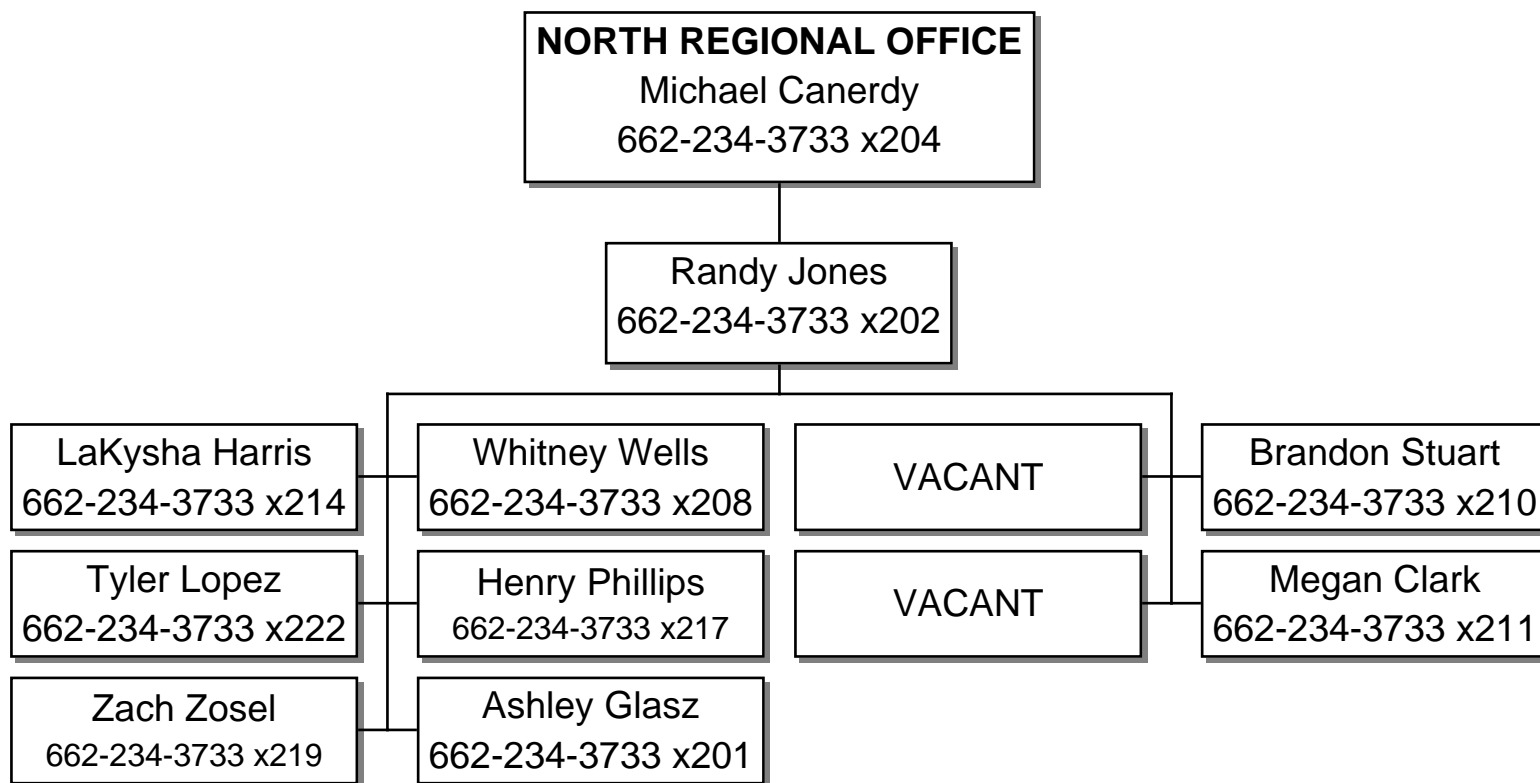 NORTH REGIONAL OFFICE
Michael Canerdy
662-234-3733 x204
Randy Jones
662-234-3733 x202
LaKysha Harris
662-234-3733 x214
Whitney Wells
662-234-3733 x208
VACANT
Brandon Stuart
662-234-3733 x210
Tyler Lopez
662-234-3733 x222
Henry Phillips
662-234-3733 x217
VACANT
Megan Clark
662-234-3733 x211
Zach Zosel
662-234-3733 x219
Ashley Glasz
662-234-3733 x201